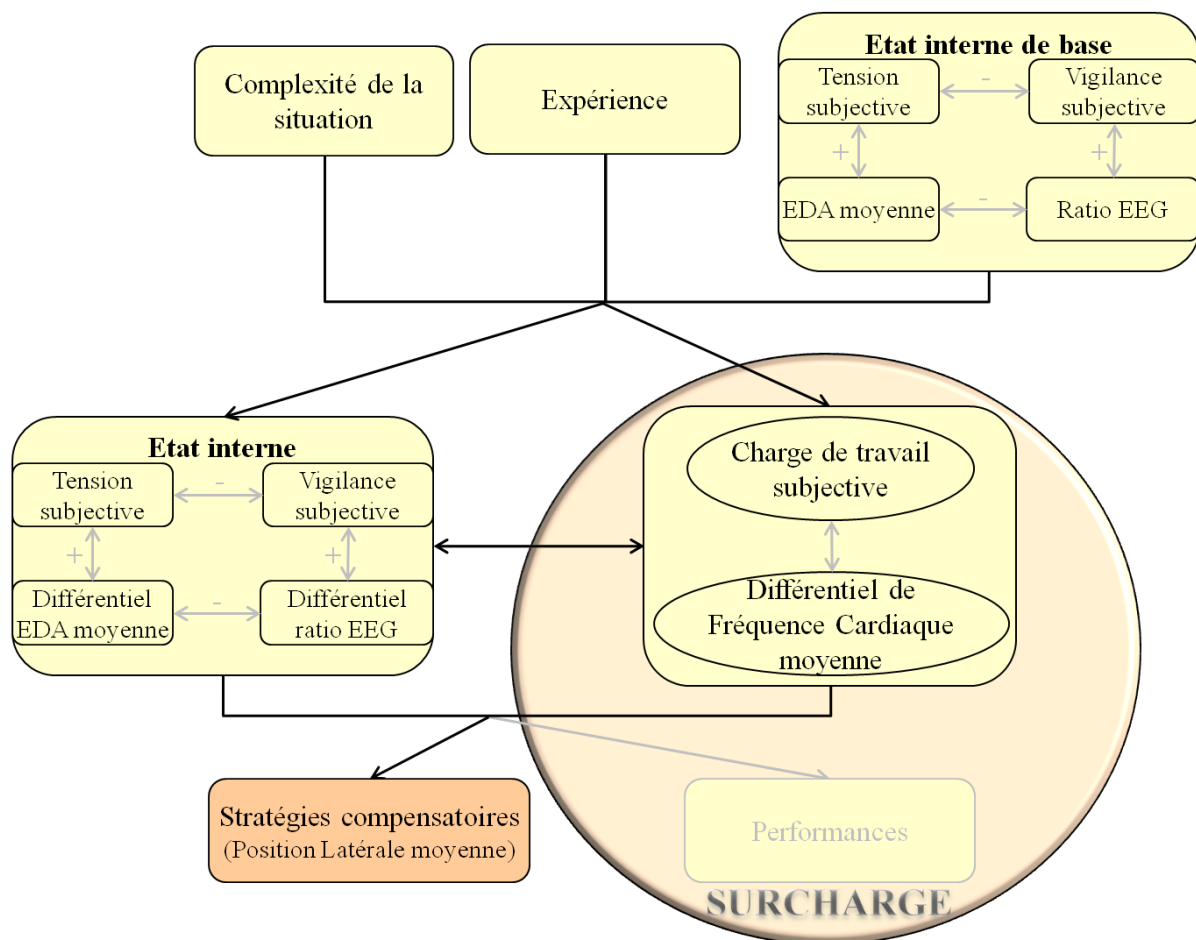 Complexité de la
situation
Expérience
Etat interne de base
Tension
subjective
-
Vigilance
subjective
+
+
EDA moyenne
-
Ratio EEG
Etat interne
Tension
subjective
-
Vigilance
subjective
+
+
Différentiel
EDA moyenne
-
Différentiel
ratio EEG
Charge de travail
subjective
Différentiel de
Fréquence Cardiaque
moyenne
Stratégies compensatoires
(Position Latérale moyenne)
Performances
SURCHARGE